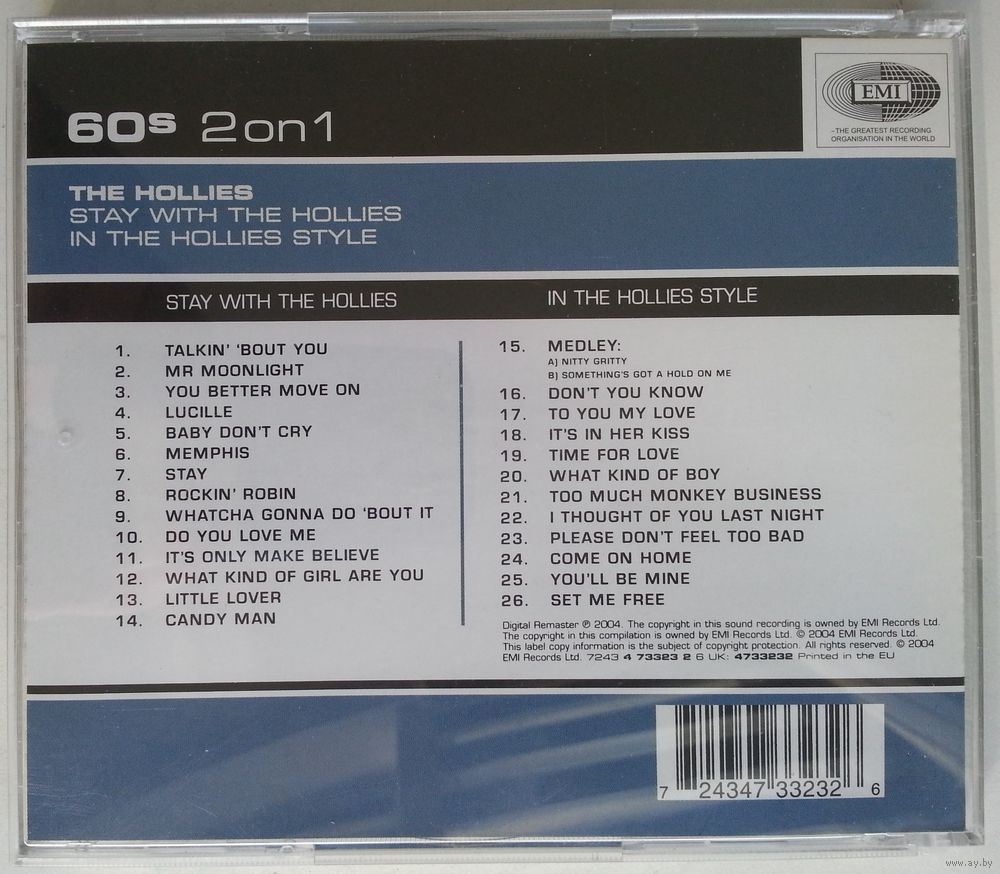 60s 2on1
EMI
–THE GREATEST RECORDING
ORGANISATION IN THE WORLD
THE HOLLIES
STAY WITH THE HOLLIES
IN THE HOLLIES STYLE
STAY WITH THE HOLLIES
1. TALKIN' 'BOUT YOU
2. MR MOONLIGHT
3. YOU BETTER MOVE ON
4. LUCILLE
5. BABY DON'T CRY
6. MEMPHIS
7. STAY
8. ROCKIN' ROBIN
9. WHATCHA GONNA DO 'BOUT IT
10. DO YOU LOVE ME
11. IT'S ONLY MAKE BELIEVE
12. WHAT KIND OF GIRL ARE YOU
13. LITTLE LOVER
14. CANDY MAN
IN THE HOLLIES STYLE
15. MEDLEY:
A) NITTY GRITTY
B) SOMETHING'S GOT A HOLD ON ME
16. DON'T YOU KNOW
17. TO YOU MY LOVE
18. IT'S IN HER KISS
19. TIME FOR LOVE
20. WHAT KIND OF BOY
21. TOO MUCH MONKEY BUSINESS
22. I THOUGHT OF YOU LAST NIGHT
23. PLEASE DON'T FEEL TOO BAD
24. COME ON HOME
25. YOU'LL BE MINE
26. SET ME FREE
Digital Remaster ℗ 2004. The copyright in this sound recording is owned by EMI Records Ltd.
The copyright in this compilation is owned by EMI Records Ltd. © 2004 EMI Records Ltd.
This label copy information is the subject of copyright protection. All rights reserved. © 2004
EMI Records Ltd. 7243 4 73323 2 6 UK: 4733232 Printed in the EU
7 24347 33232 6
www.ay.by